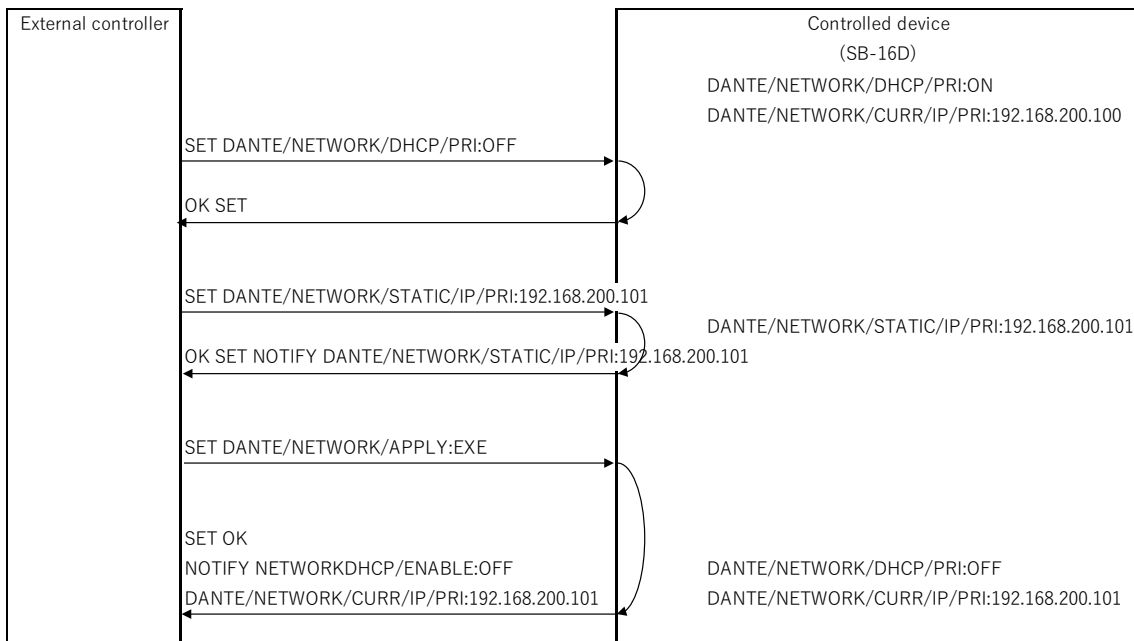 External controller
Controlled device
(SB-16D)
DANTE/NETWORK/DHCP/PRI:ON
DANTE/NETWORK/CURR/IP/PRI:192.168.200.100
SET DANTE/NETWORK/DHCP/PRI:OFF
OK SET
SET DANTE/NETWORK/STATIC/IP/PRI:192.168.200.101
DANTE/NETWORK/STATIC/IP/PRI:192.168.200.101
OK SET NOTIFY DANTE/NETWORK/STATIC/IP/PRI:192.168.200.101
SET DANTE/NETWORK/APPLY:EXE
SET OK
NOTIFY NETWORKDHCP/ENABLE:OFF
DANTE/NETWORK/DHCP/PRI:OFF
DANTE/NETWORK/CURR/IP/PRI:192.168.200.101
DANTE/NETWORK/CURR/IP/PRI:192.168.200.101